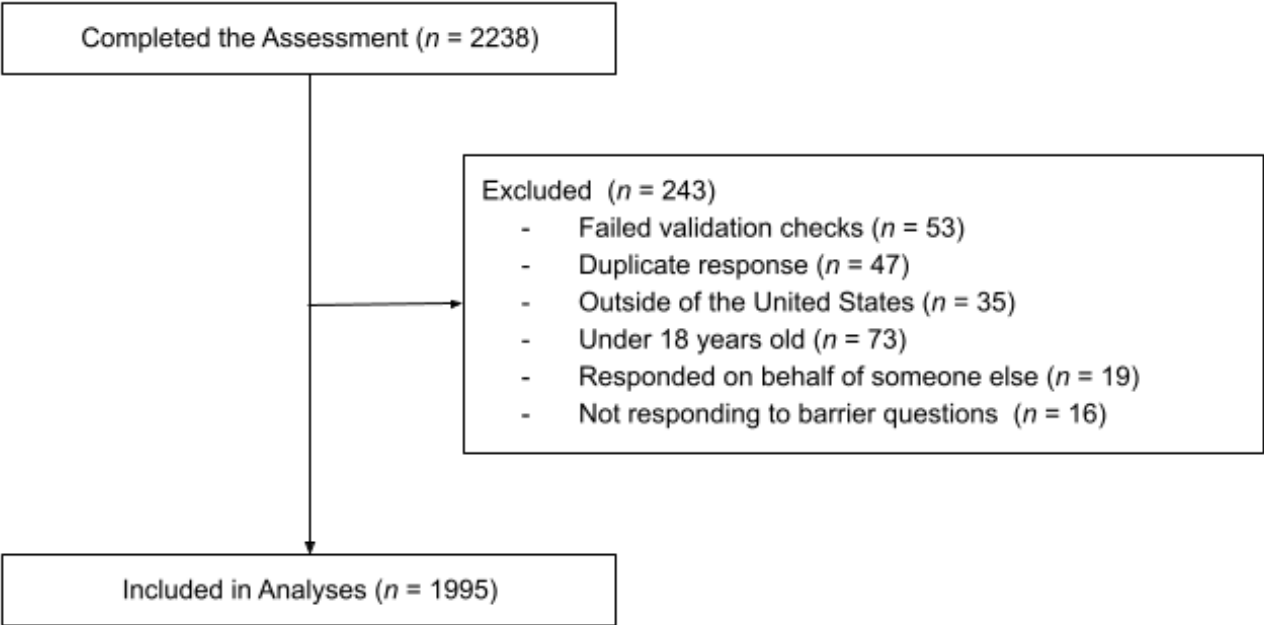 Completed the Assessment (n = 2238)
Excluded (n = 243)
- Failed validation checks (n = 53)
- Duplicate response (n = 47)
- Outside of the United States (n = 35)
- Under 18 years old (n = 73)
- Responded on behalf of someone else (n = 19)
- Not responding to barrier questions (n = 16)
Included in Analyses (n = 1995)